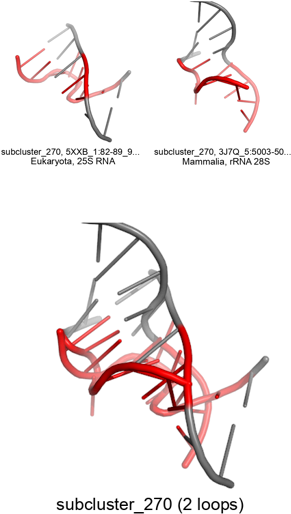 subcluster_270, 5XXB_1:82-89_9...
Eukaryota, 25S RNA
subcluster_270, 3J7Q_5:5003-50...
Mammalia, rRNA 28S
subcluster_270 (2 loops)